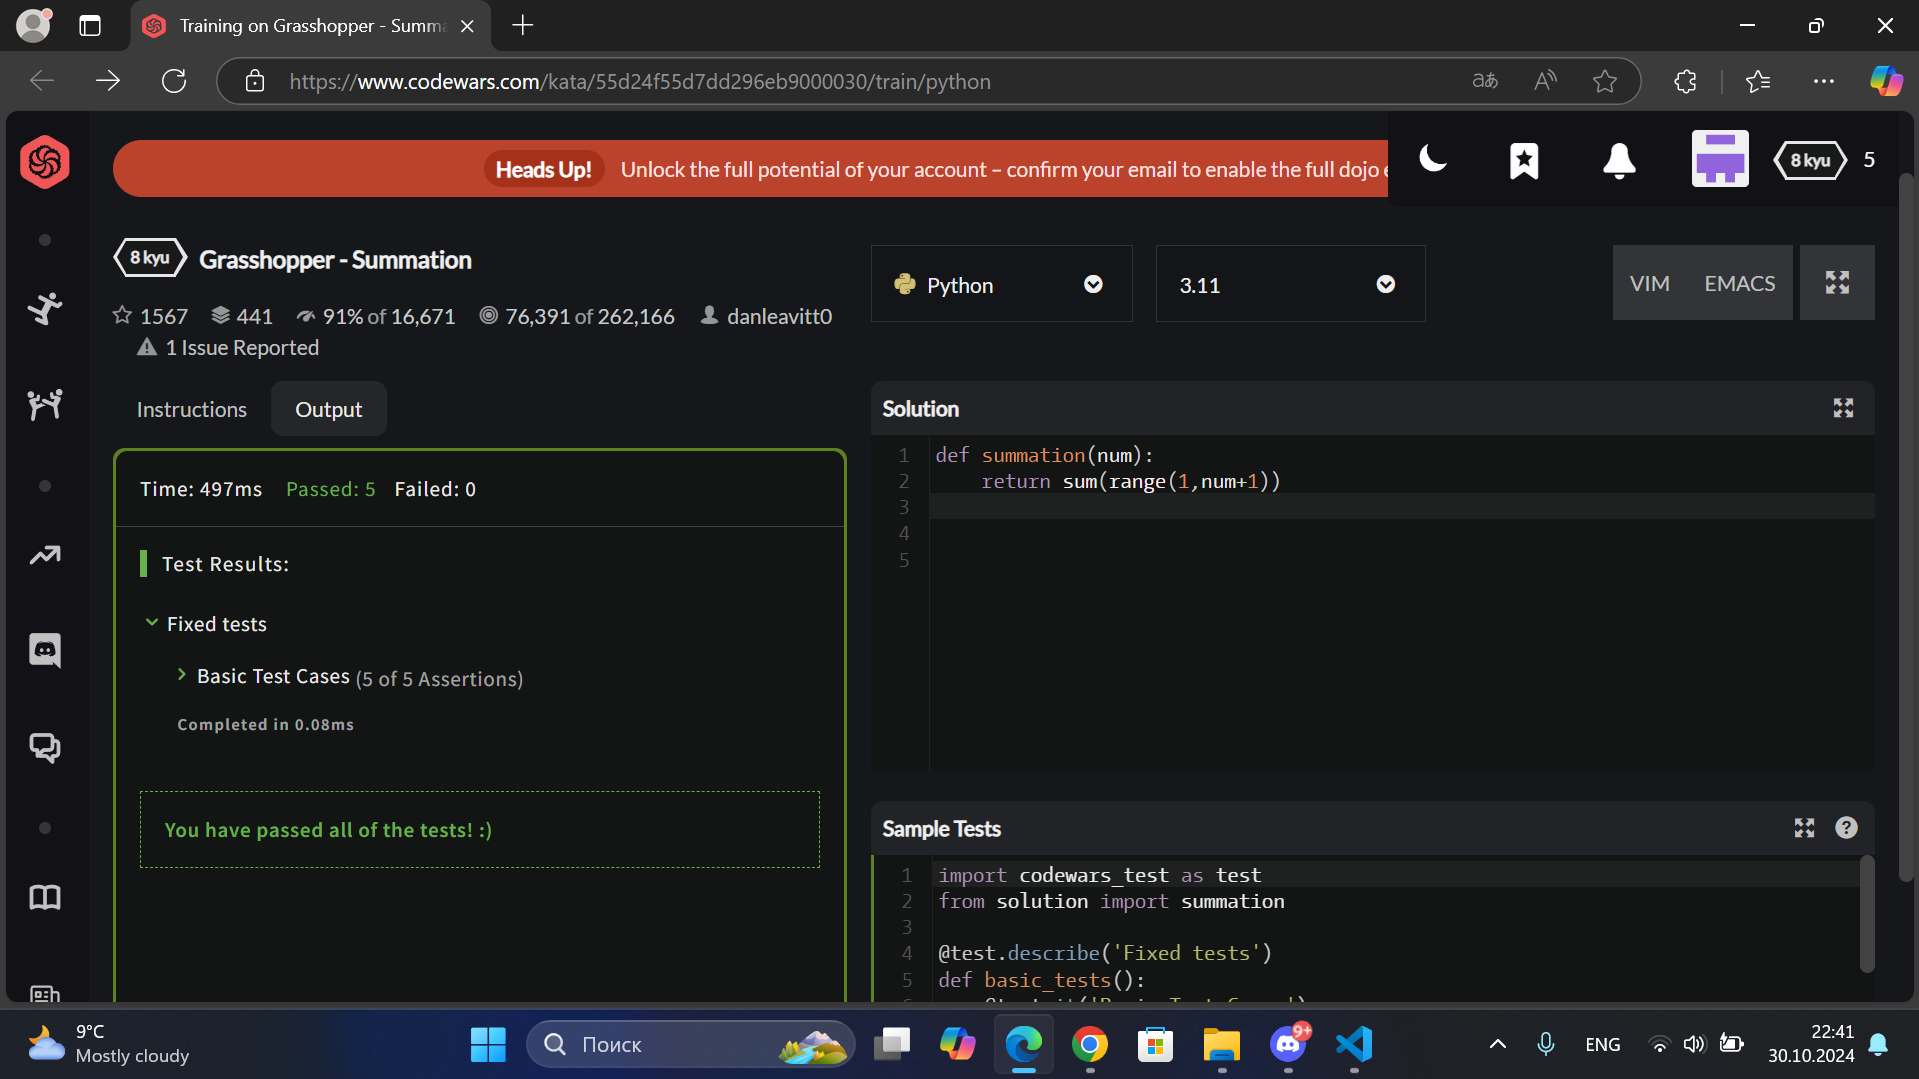 Training on Grasshopper - Summa
https://www.codewars.com/kata/55d24f55d7dd296eb9000030/train/python
Heads Up! Unlock the full potential of your account – confirm your email to enable the full dojo e
8 kyu 5
8 kyu Grasshopper - Summation
1567 441 91% of 16,671 76,391 of 262,166 danleavitt0
1 Issue Reported
Python
3.11
VIM EMACS
Instructions Output
Time: 497ms Passed: 5 Failed: 0
Test Results:
Fixed tests
Basic Test Cases (5 of 5 Assertions)
Completed in 0.08ms
You have passed all of the tests! :)
Solution
1 def summation(num):
2     return sum(range(1,num+1))
3
4
5
Sample Tests
1 import codewars_test as test
2 from solution import summation
3
4 @test.describe('Fixed tests')
5 def basic_tests():
9°C
Mostly cloudy
Поиск
9+
ENG
22:41
30.10.2024